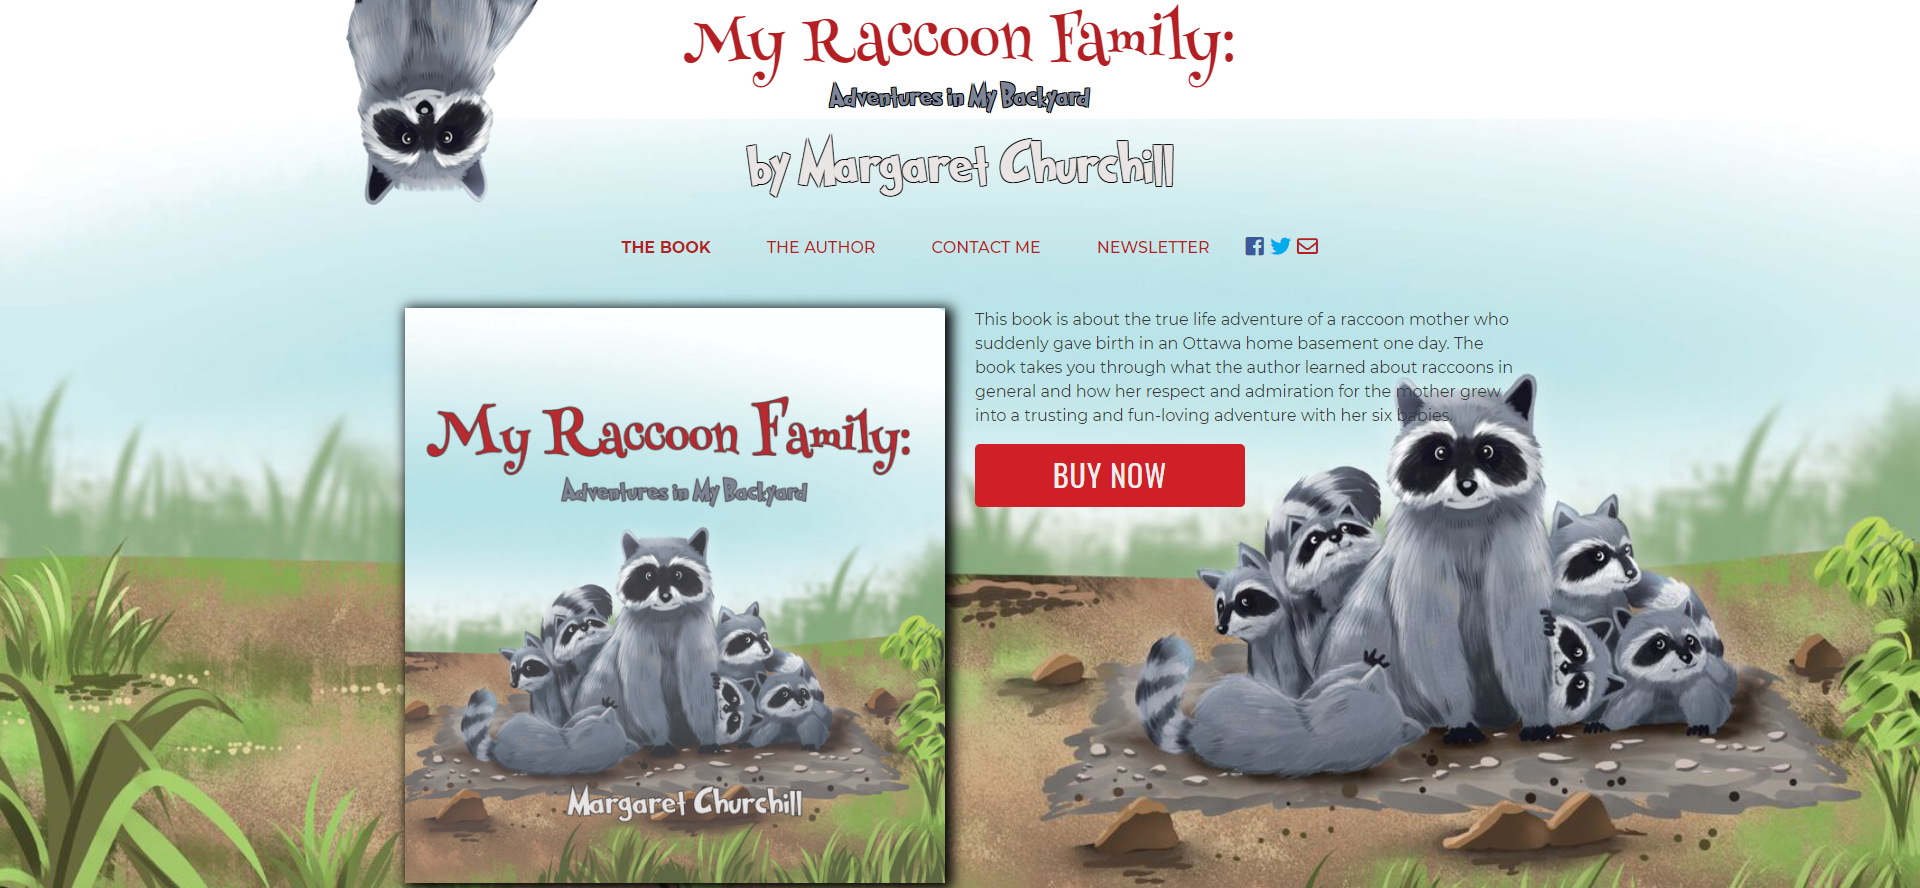 My Raccoon Family:
Adventures in My Backyard
by Margaret Churchill
THE BOOK
THE AUTHOR
CONTACT ME
NEWSLETTER
My Raccoon Family:
Adventures in My Backyard
Margaret Churchill
This book is about the true life adventure of a raccoon mother who
suddenly gave birth in an Ottawa home basement one day. The
book takes you through what the author learned about raccoons in
general and how her respect and admiration for the mother grew
into a trusting and fun-loving adventure with her six babies.
BUY NOW